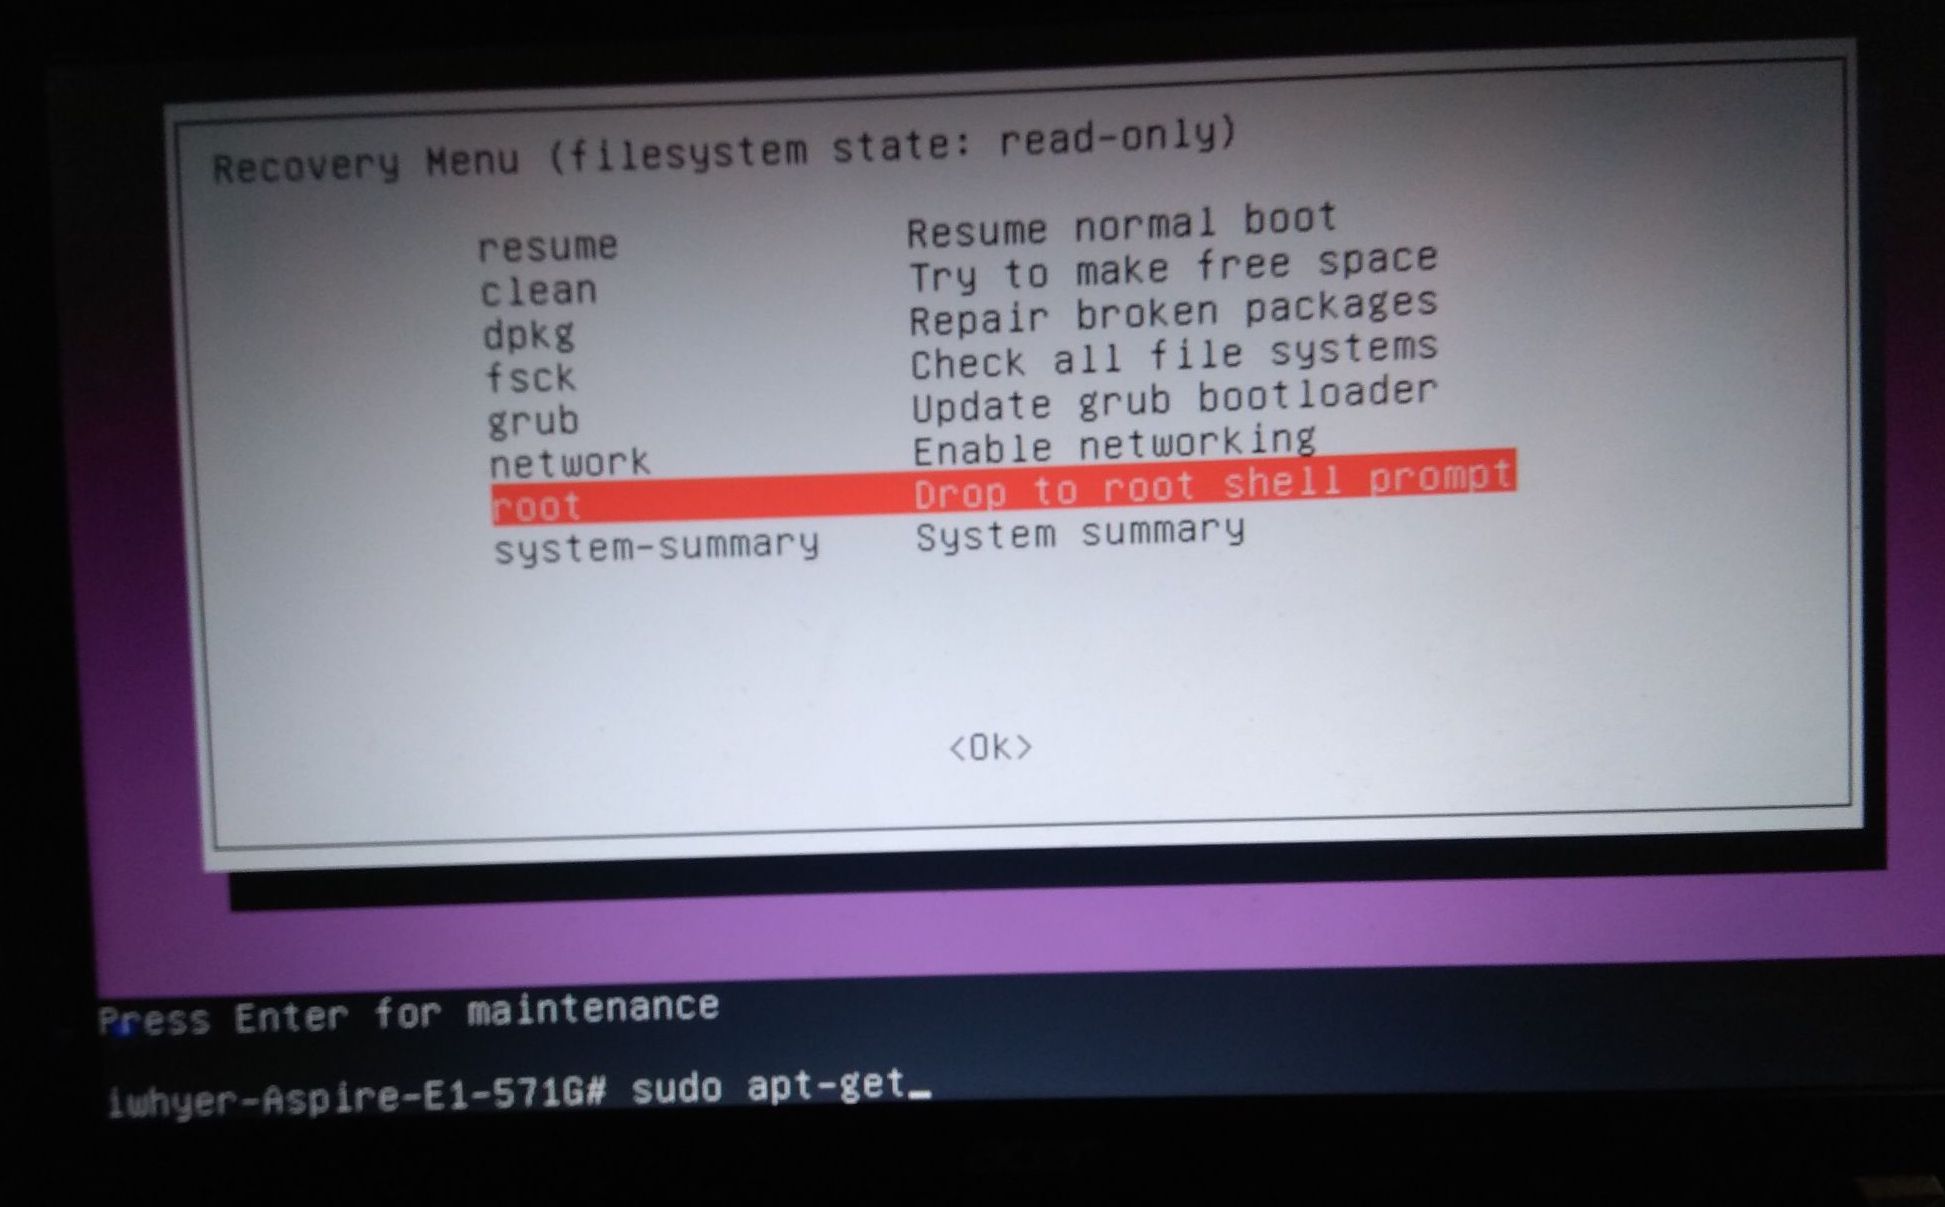 Recovery Menu (filesystem state: read-only)
resume Resume normal boot
clean Try to make free space
dpkg Repair broken packages
fsck Check all file systems
grub Update grub bootloader
network Enable networking
root Drop to root shell prompt
system-summary System summary
<Ok>
Press Enter for maintenance
iwhyer-Aspire-E1-571G# sudo apt-get_